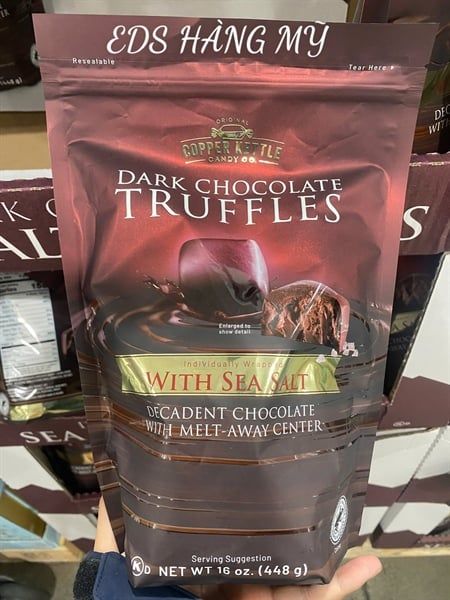 EDS HÀNG MỸ
Resealable
Tear Here
ORIGINAL
COPPER KETTLE
CANDY CO.
DARK CHOCOLATE
TRUFFLES
Enlarged to
show detail
Individually Wrapped
WITH SEA SALT
DECADENT CHOCOLATE
WITH MELT-AWAY CENTER
Serving Suggestion
K D NET WT 16 oz. (448 g)
SEA